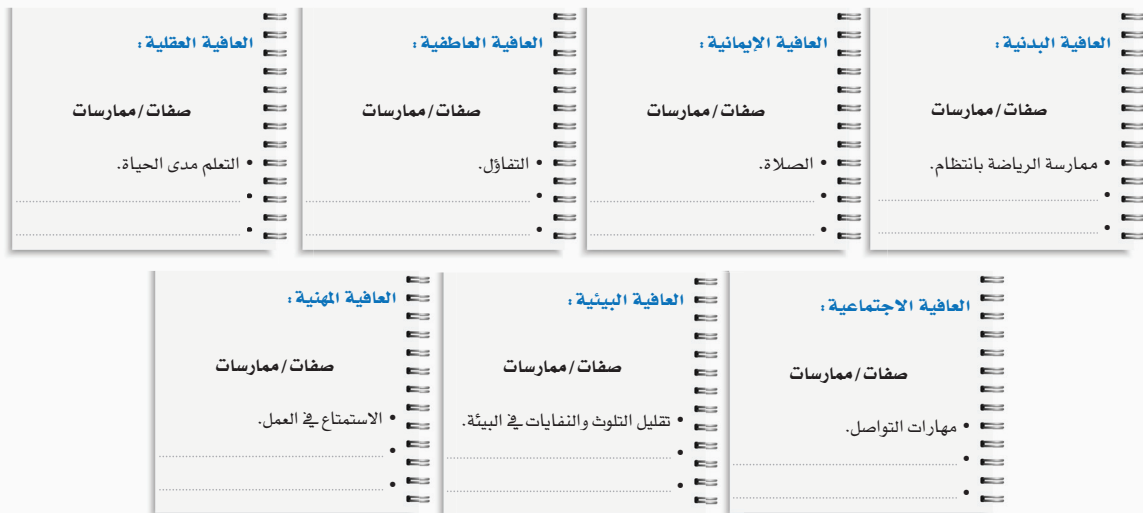 العافية البدنية :
صفات/ممارسات
• ممارسة الرياضة بانتظام.
•
•
العافية الإيمانية :
صفات/ممارسات
• الصلاة.
•
•
العافية العاطفية :
صفات/ممارسات
• التفاؤل.
•
•
العافية العقلية :
صفات/ممارسات
• التعلم مدى الحياة.
•
•
العافية الاجتماعية :
صفات/ممارسات
• مهارات التواصل.
•
•
العافية البيئية :
صفات/ممارسات
• تقليل التلوث والنفايات في البيئة.
•
•
العافية المهنية :
صفات/ممارسات
• الاستمتاع في العمل.
•
•